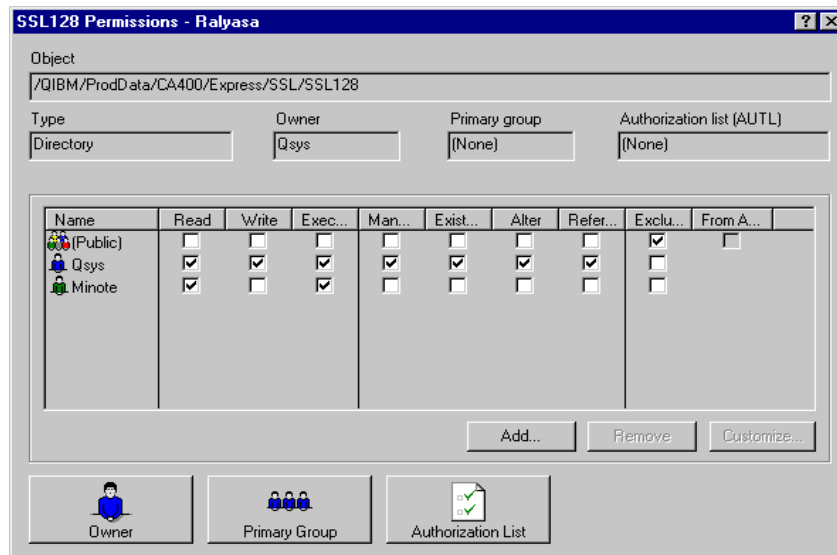 SSL128 Permissions - Ralyasa
Object
/QIBM/ProdData/CA400/Express/SSL/SSL128
Type Owner Primary group Authorization list (AUTL)
Directory Qsys (None) (None)
Name Read Write Exec... Man... Exist... Alter Refer... Exclu... From A...
(Public)
Qsys
Minote
Add... Remove Customize...
Owner Primary Group Authorization List